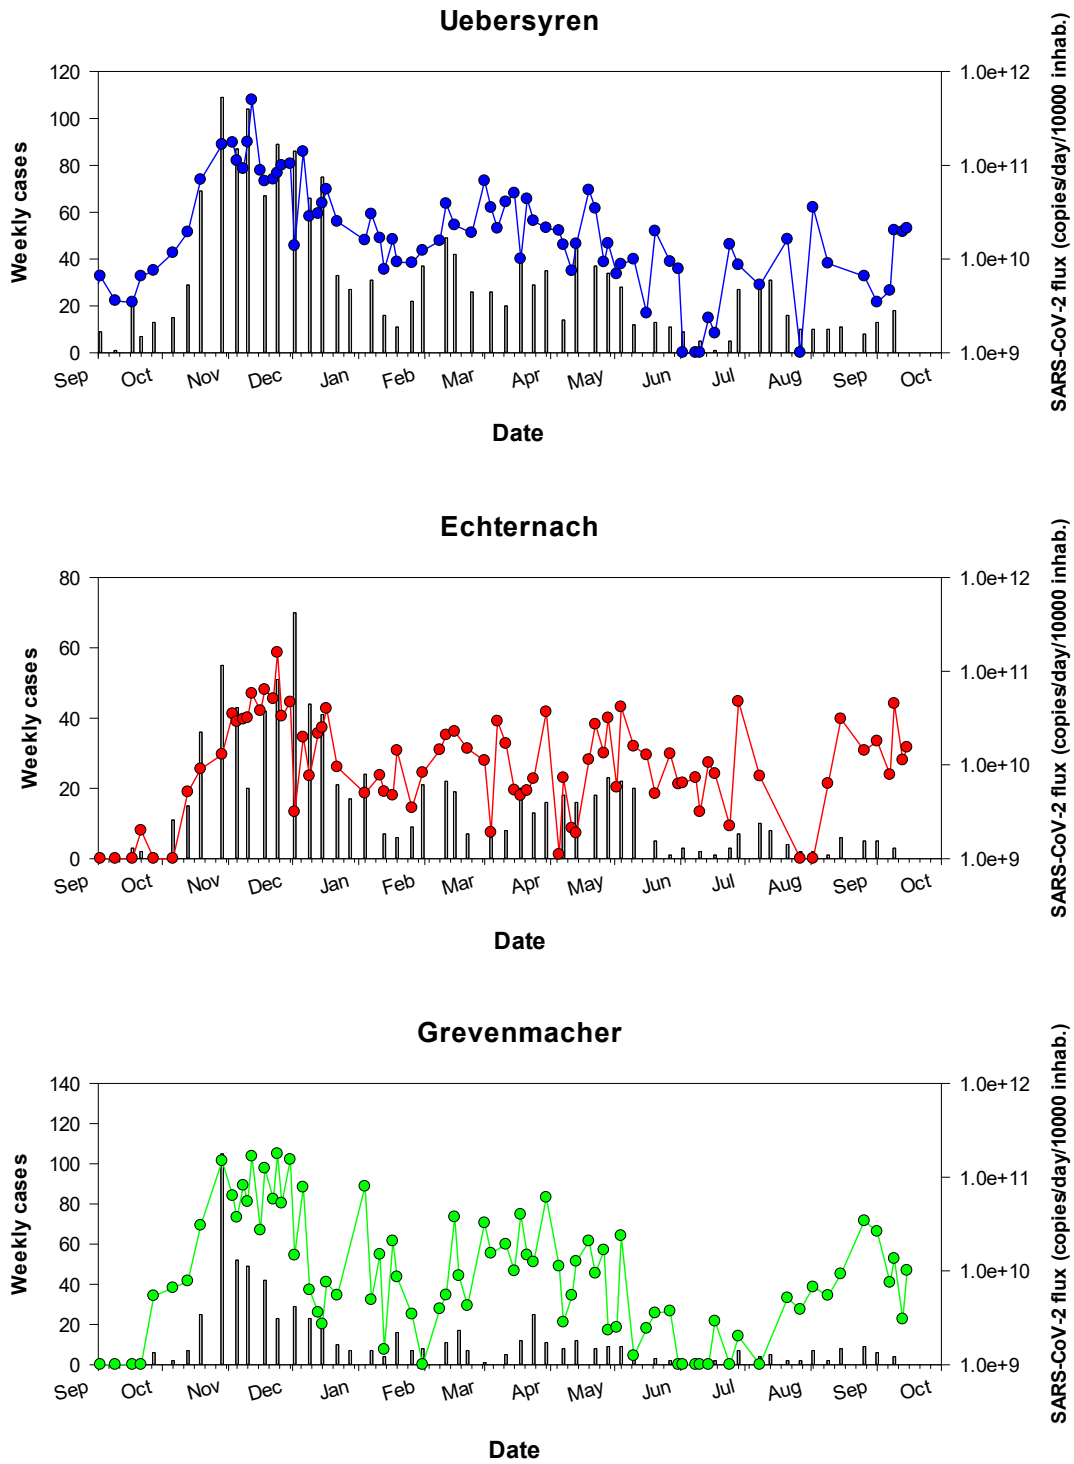 Uebersyren
120
100
80
60
40
20
0
Weekly cases
1.0e+12
1.0e+11
1.0e+10
1.0e+9
SARS-CoV-2 flux (copies/day/10000 inhab.)
Sep Oct Nov Dec Jan Feb Mar Apr May Jun Jul Aug Sep Oct
Date
Echternach
80
60
40
20
0
Weekly cases
1.0e+12
1.0e+11
1.0e+10
1.0e+9
SARS-CoV-2 flux (copies/day/10000 inhab.)
Sep Oct Nov Dec Jan Feb Mar Apr May Jun Jul Aug Sep Oct
Date
Grevenmacher
140
120
100
80
60
40
20
0
Weekly cases
1.0e+12
1.0e+11
1.0e+10
1.0e+9
SARS-CoV-2 flux (copies/day/10000 inhab.)
Sep Oct Nov Dec Jan Feb Mar Apr May Jun Jul Aug Sep Oct
Date